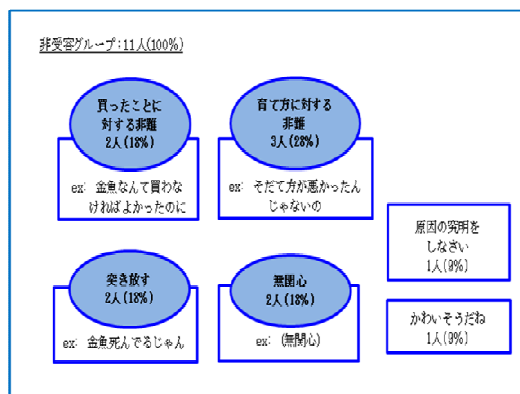 非受容グループ:11人(100%)
買ったことに
対する非難
2人(18%)
ex: 金魚なんて買わな
ければよかったのに
育て方に対する
非難
3人(28%)
ex: そだて方が悪かったん
じゃないの
原因の究明を
しなさい
1人(9%)
突き放す
2人(18%)
ex: 金魚死んでるじゃん
無関心
2人(18%)
ex: (無関心)
かわいそうだね
1人(9%)